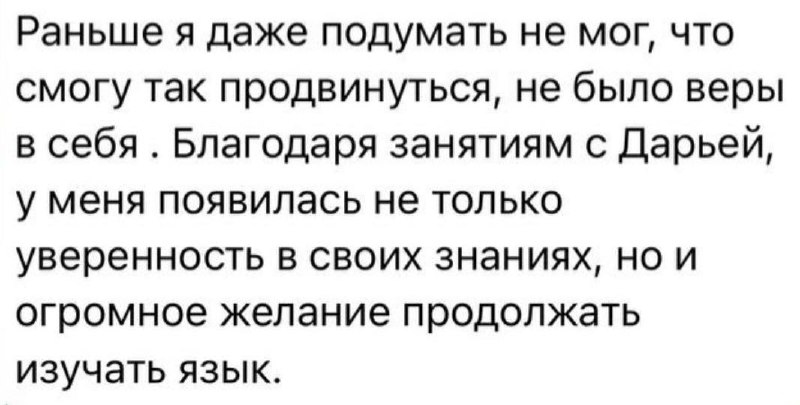 Раньше я даже подумать не мог, что
смогу так продвинуться, не было веры
в себя . Благодаря занятиям с Дарьей,
у меня появилась не только
уверенность в своих знаниях, но и
огромное желание продолжать
изучать язык.